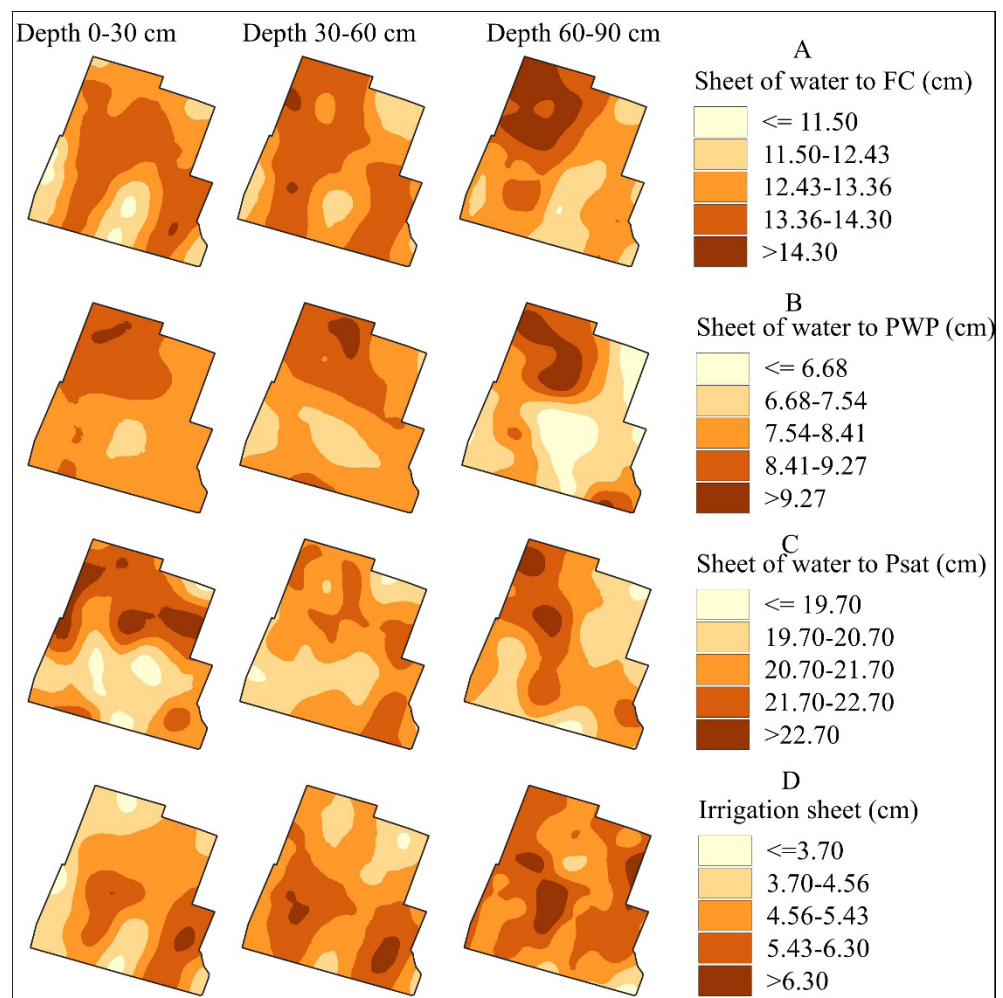 Depth 0-30 cm
Depth 30-60 cm
Depth 60-90 cm
A
Sheet of water to FC (cm)
<= 11.50
11.50-12.43
12.43-13.36
13.36-14.30
>14.30
B
Sheet of water to PWP (cm)
<= 6.68
6.68-7.54
7.54-8.41
8.41-9.27
>9.27
C
Sheet of water to Psat (cm)
<= 19.70
19.70-20.70
20.70-21.70
21.70-22.70
>22.70
D
Irrigation sheet (cm)
<=3.70
3.70-4.56
4.56-5.43
5.43-6.30
>6.30